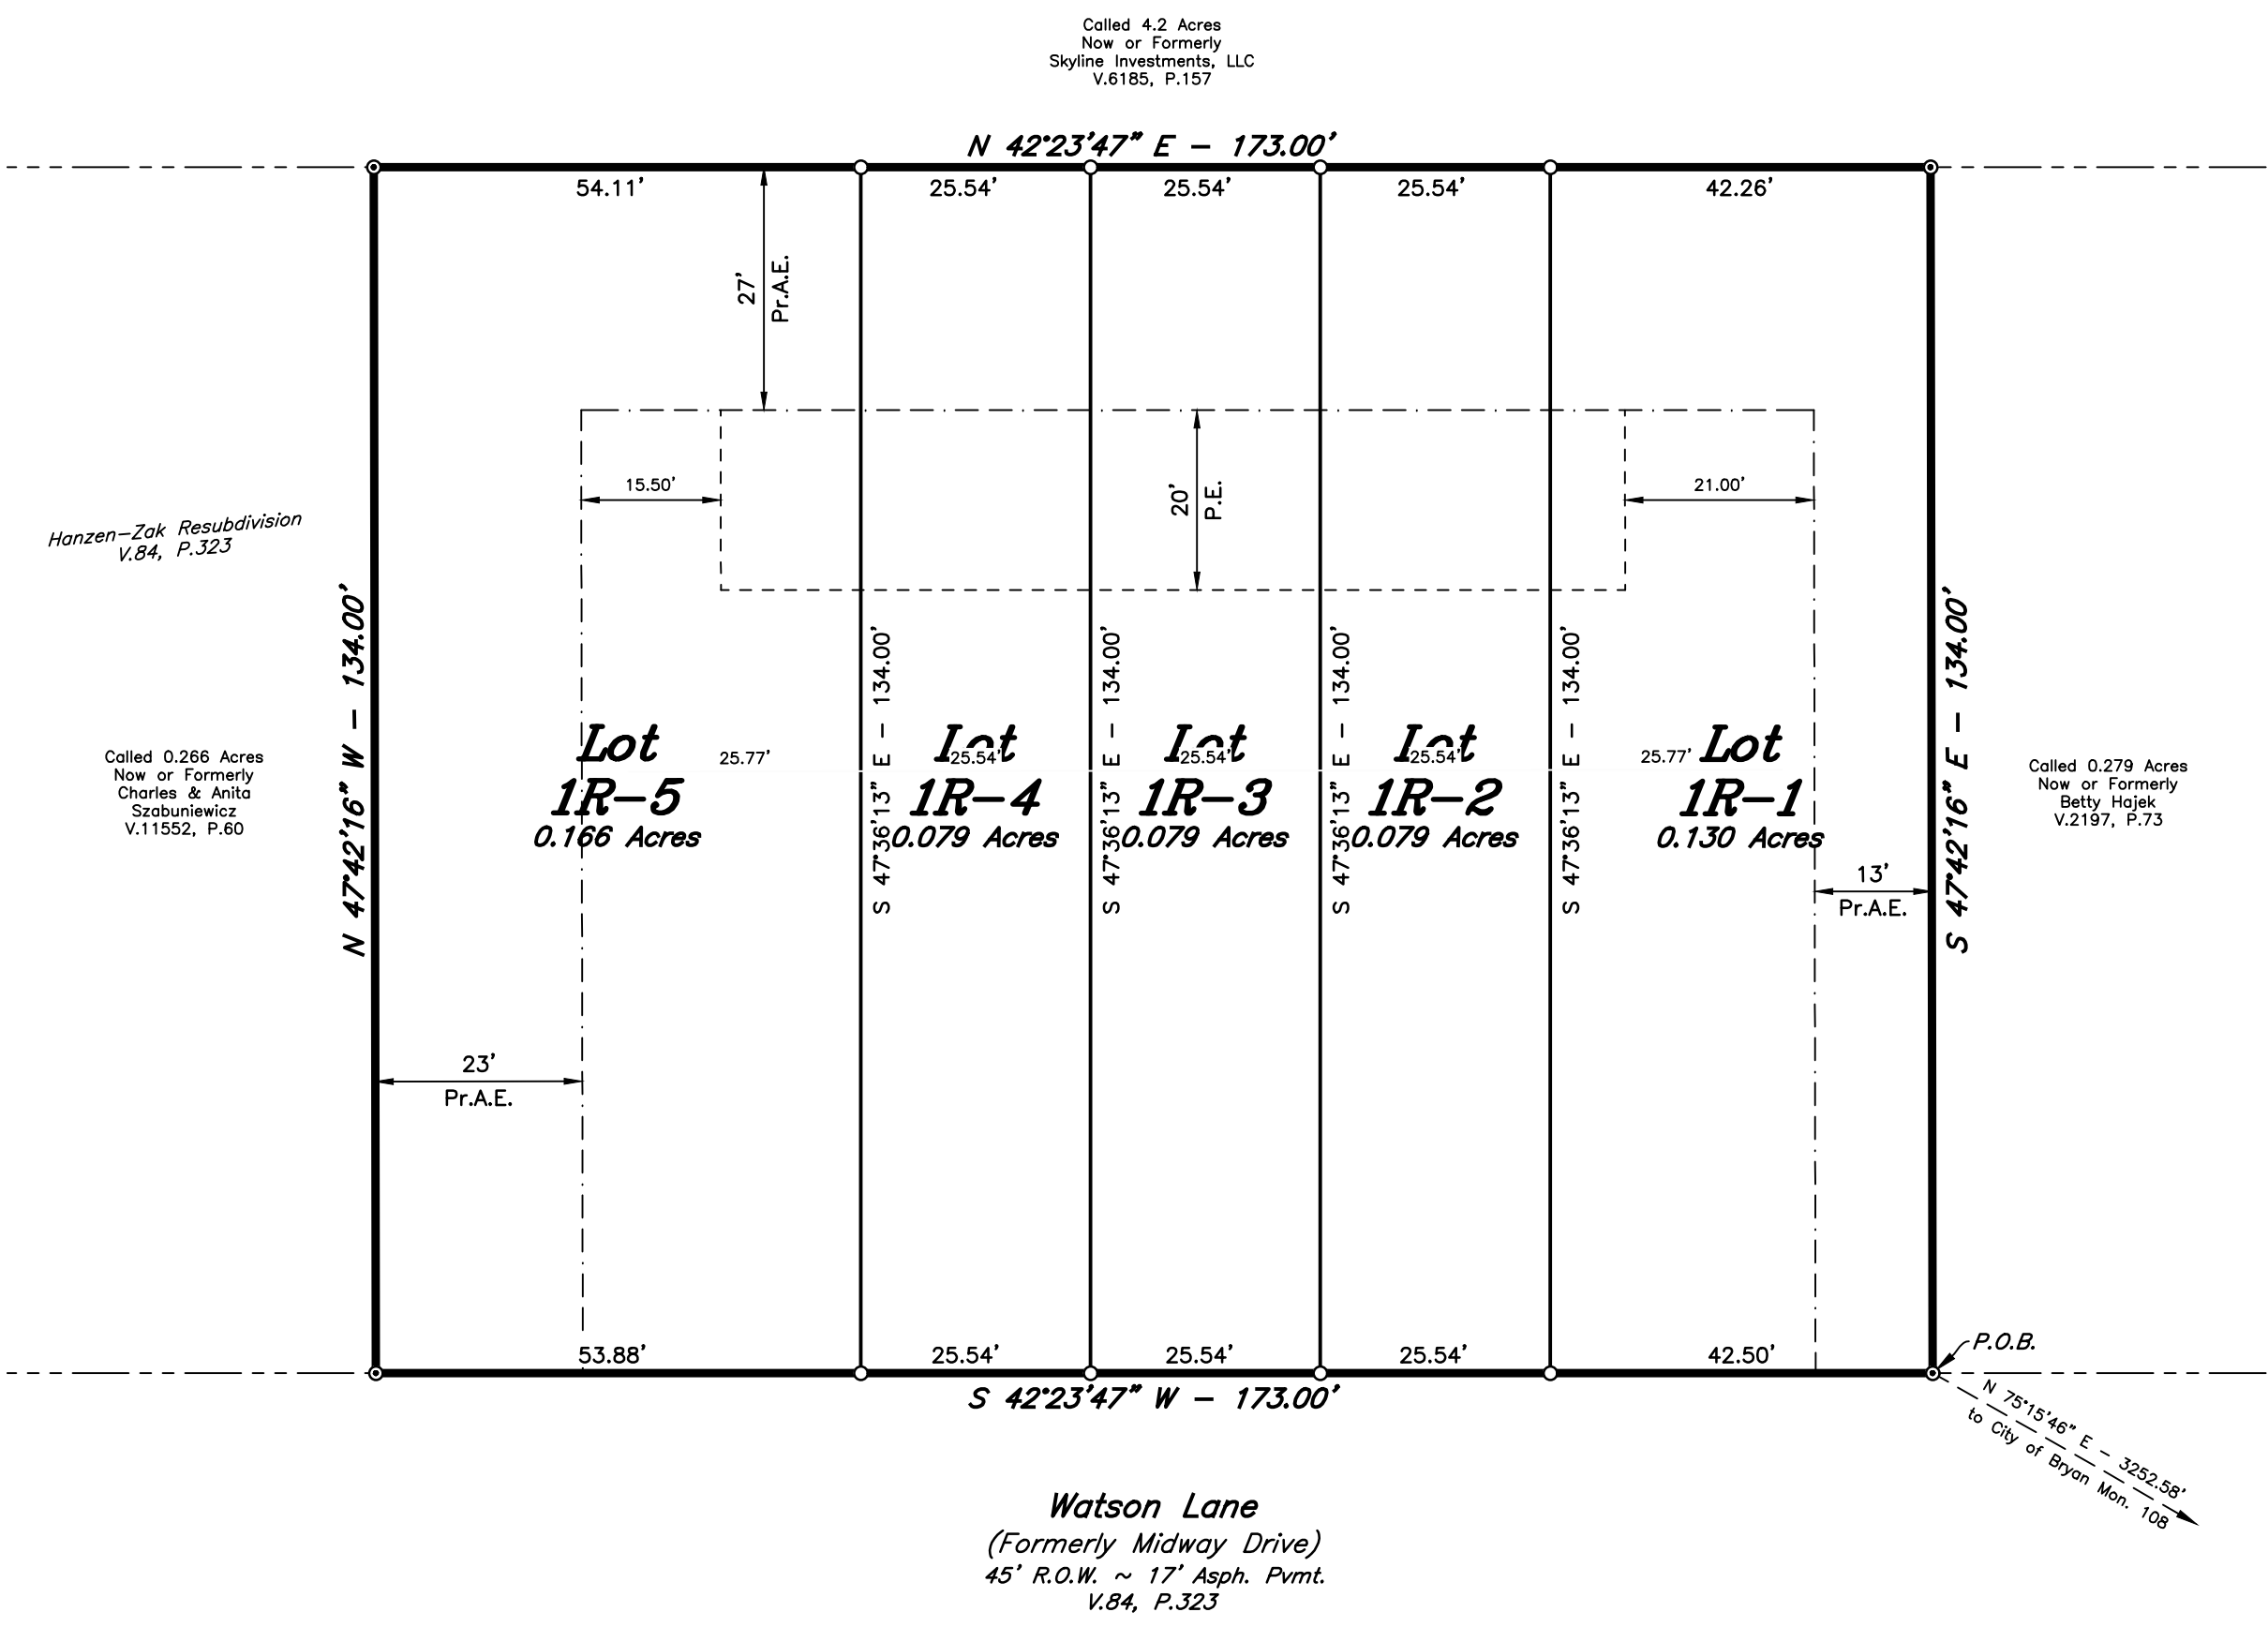 Called 4.2 Acres
Now or Formerly
Skyline Investments, LLC
V.6185, P.157
N 42°23'47" E - 173.00'
54.11'
25.54'
25.54'
25.54'
42.26'
27'
Pr.A.E.
15.50'
20'
P.E.
21.00'
Hanzen-Zak Resubdivision
V.84, P.323
N 47°42'16" W - 134.00'
S 47°36'13" E - 134.00'
S 47°36'13" E - 134.00'
S 47°36'13" E - 134.00'
S 47°36'13" E - 134.00'
S 47°42'16" E - 134.00'
Called 0.266 Acres
Now or Formerly
Charles & Anita
Szabuniewicz
V.11552, P.60
Lot
25.77'
1R-5
0.166 Acres
Lot
25.54'
1R-4
0.079 Acres
Lot
25.54'
1R-3
0.079 Acres
Lot
25.54'
1R-2
0.079 Acres
25.77'
Lot
1R-1
0.130 Acres
Called 0.279 Acres
Now or Formerly
Betty Hajek
V.2197, P.73
13'
Pr.A.E.
23'
Pr.A.E.
53.88'
25.54'
25.54'
25.54'
42.50'
P.O.B.
S 42°23'47" W - 173.00'
N 75°15'46" E - 3252.58'
to City of Bryan Mon. 108
Watson Lane
(Formerly Midway Drive)
45' R.O.W. ~ 17' Asph. Pvmt.
V.84, P.323